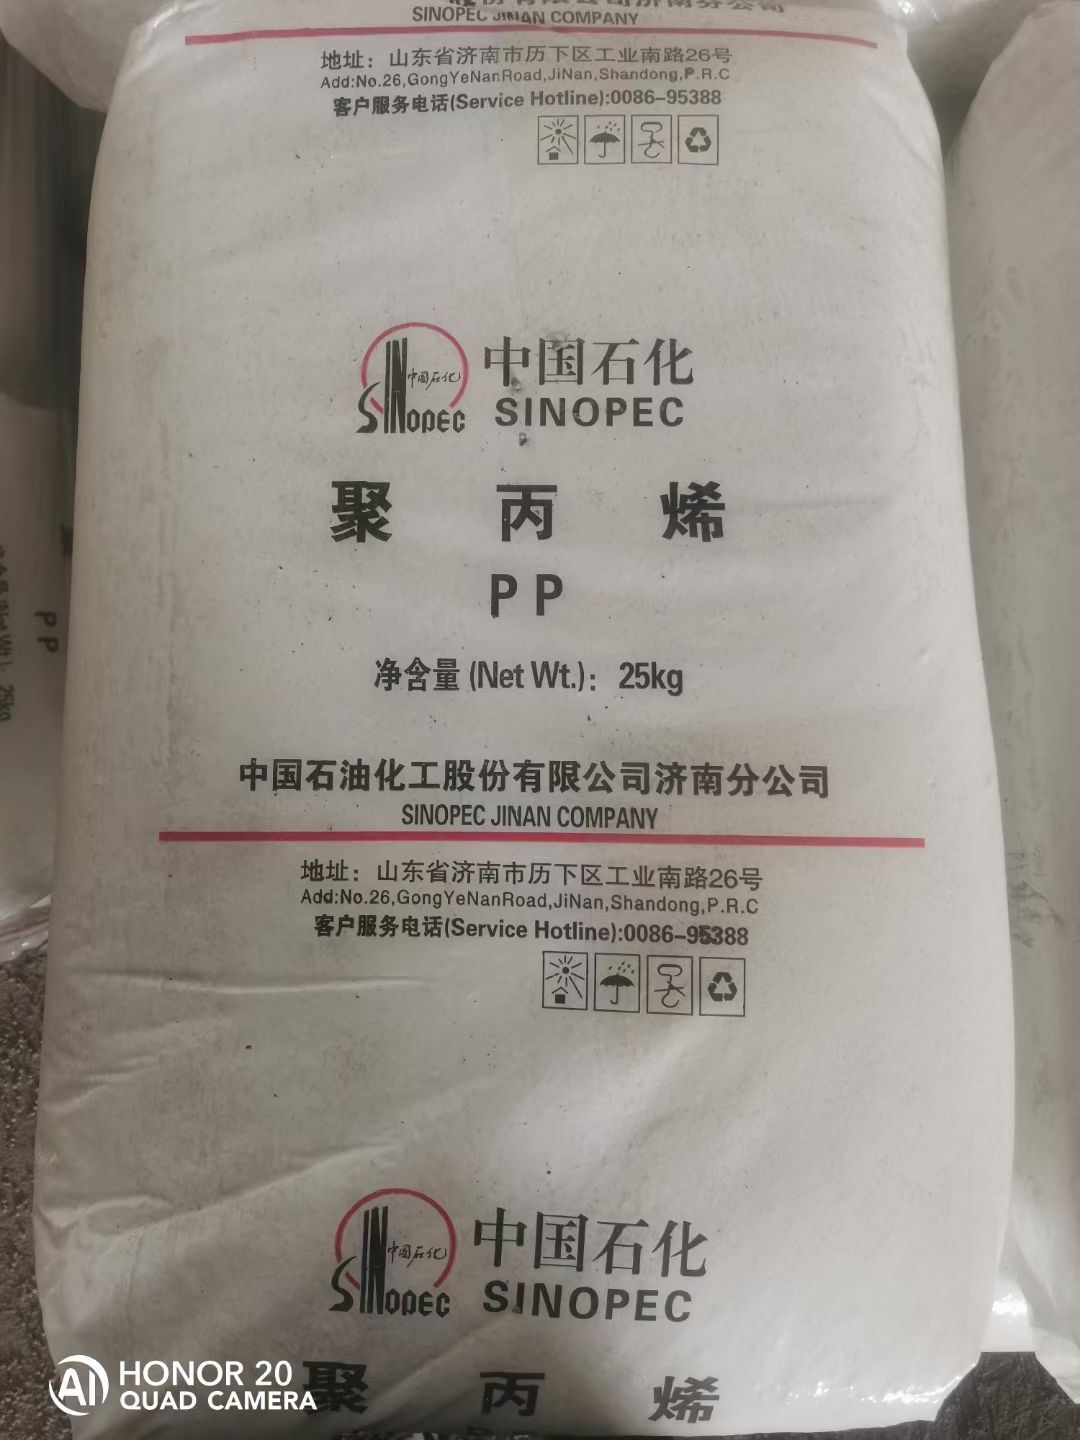 SINOPEC JINAN COMPANY
地址：山东省济南市历下区工业南路26号
Add:No.26,GongYeNanRoad,JiNan,Shandong,P.R.C
客户服务电话(Service Hotline):0086-95388
中国石化
SINOPEC
中国石化
SINOPEC
聚 丙 烯
PP
净含量 (Net Wt.)：25kg
中国石油化工股份有限公司济南分公司
SINOPEC JINAN COMPANY
地址：山东省济南市历下区工业南路26号
Add:No.26,GongYeNanRoad,JiNan,Shandong,P.R.C
客户服务电话(Service Hotline):0086-95388
中国石化
SINOPEC
中国石化
SINOPEC
聚 丙 烯
PP
25kg
AI HONOR 20
QUAD CAMERA